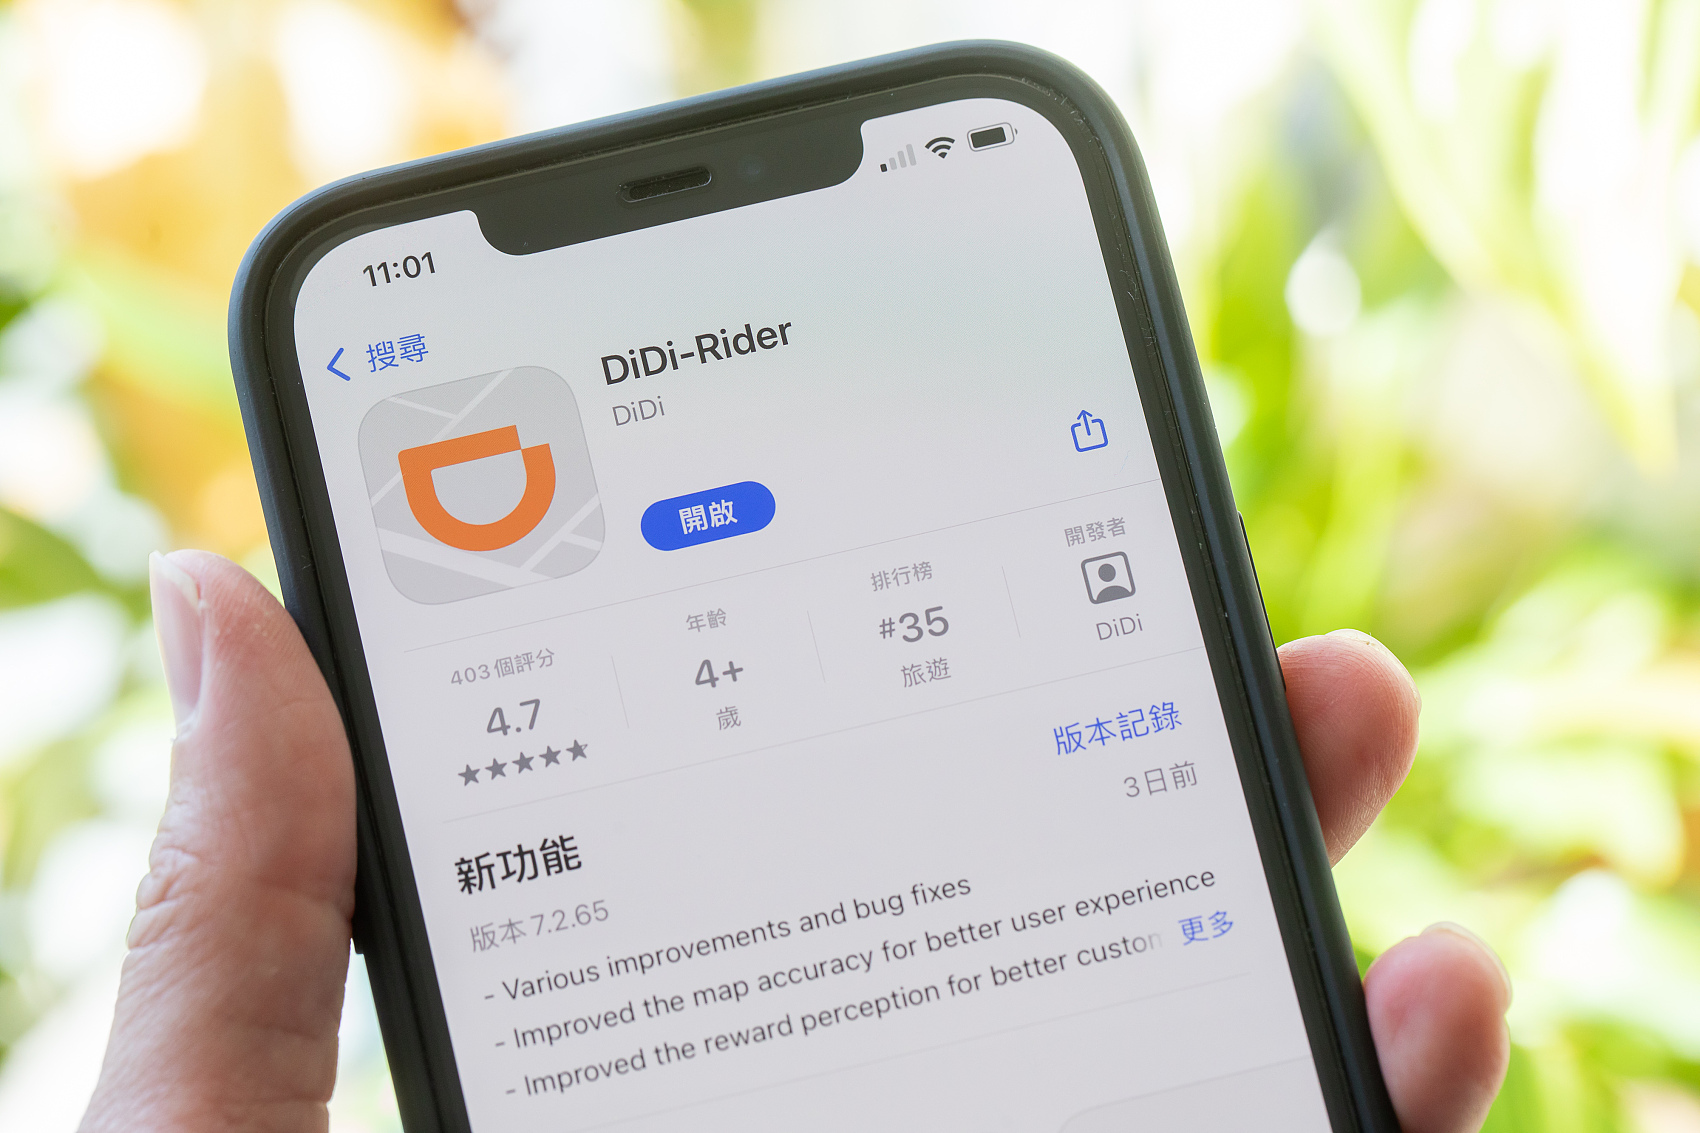 11:01
搜尋
DiDi-Rider
DiDi
開啟
403 個評分
4.7
年齡
4+
歲
排行榜
#35
旅遊
開發者
DiDi
新功能
版本記錄
版本 7.2.65
3 日前
- Various improvements and bug fixes
- Improved the map accuracy for better user experience
- Improved the reward perception for better custom
更多